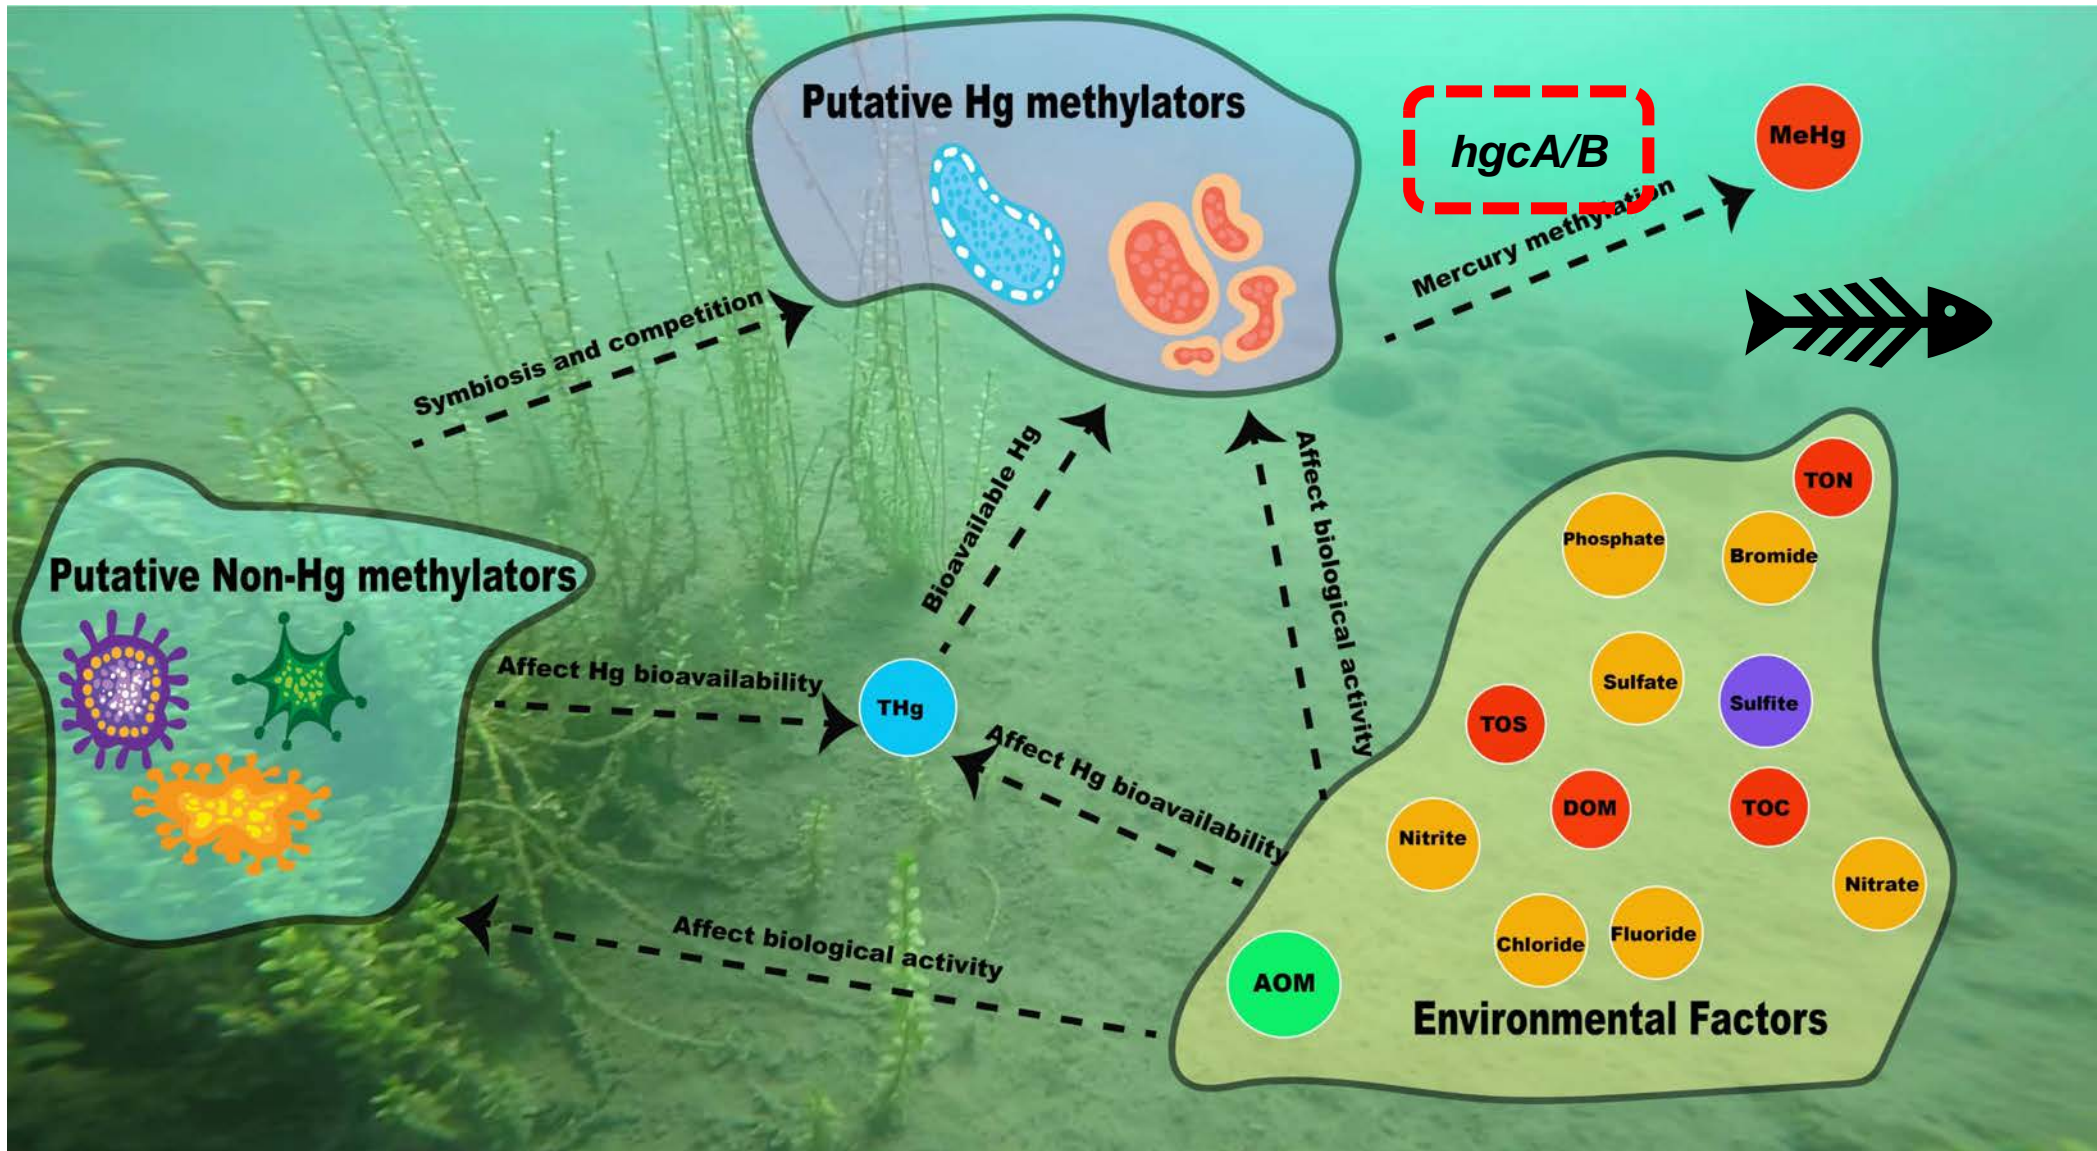 Putative Hg methylators
hgcA/B
MeHg
Mercury methylation
Symbiosis and competition
Bioavailable Hg
Affect biological activity
TON
Phosphate
Bromide
Putative Non-Hg methylators
Affect Hg bioavailability
THg
Affect Hg bioavailability
Sulfate
Sulfite
TOS
DOM
TOC
Nitrite
Nitrate
Chloride
Fluoride
AOM
Affect biological activity
Environmental Factors